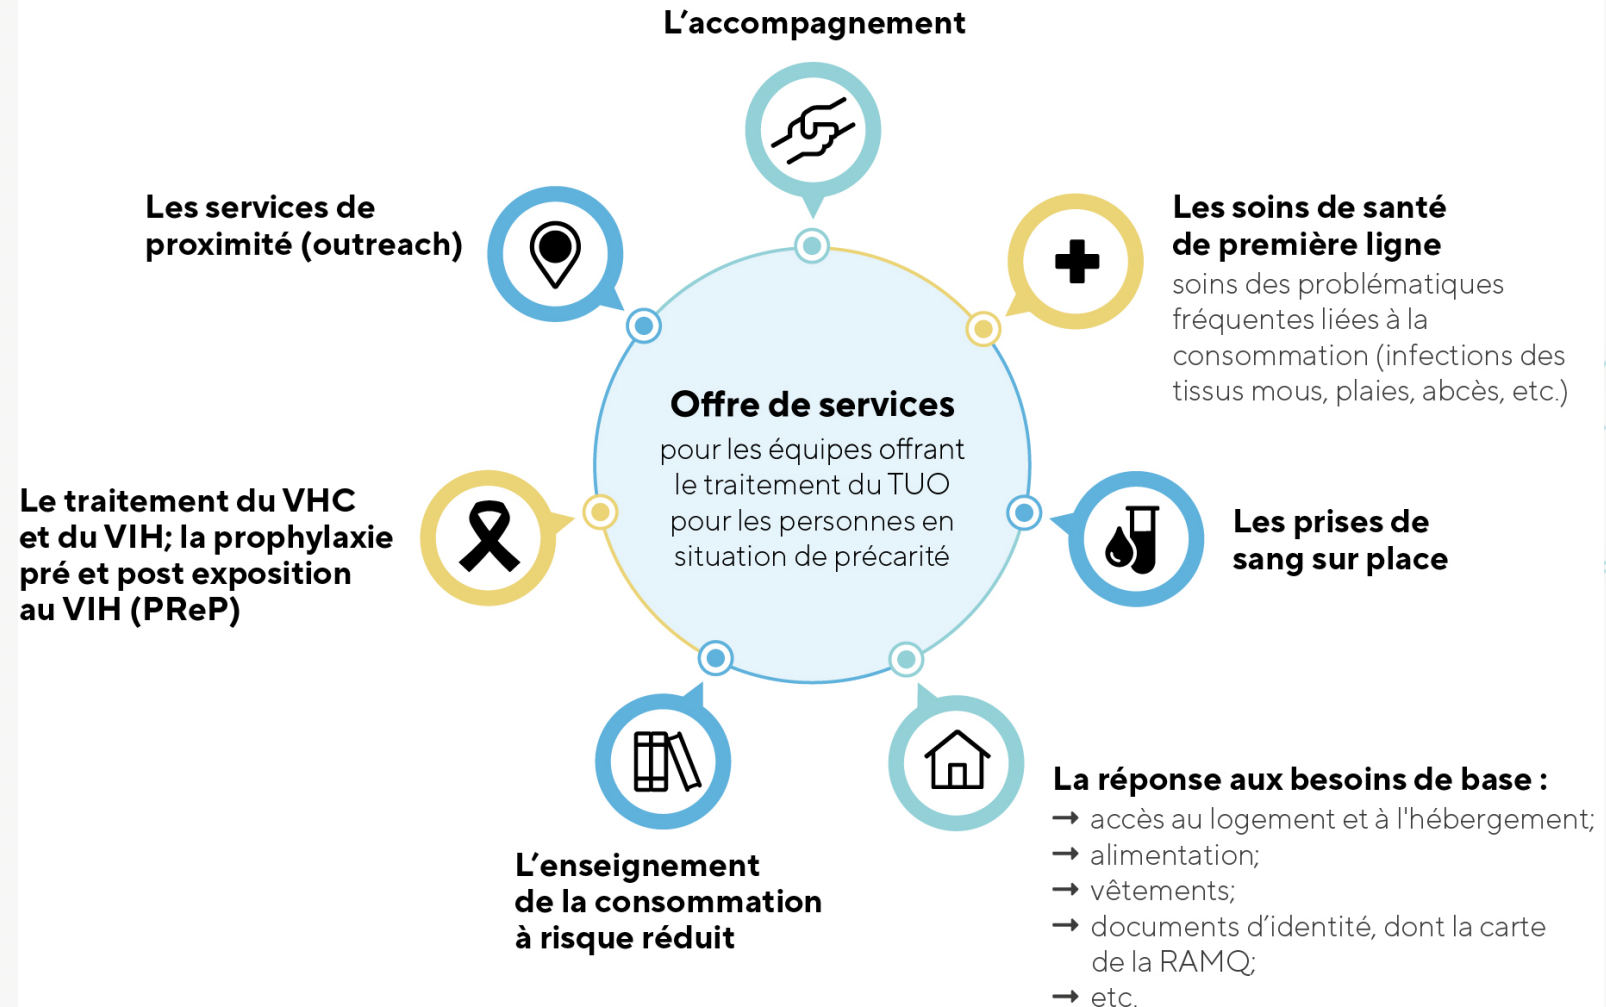 L'accompagnement
Les services de
proximité (outreach)
Les soins de santé
de première ligne
soins des problématiques
fréquentes liées à la
consommation (infections des
tissus mous, plaies, abcès, etc.)
Offre de services
pour les équipes offrant
le traitement du TUO
pour les personnes en
situation de précarité
Le traitement du VHC
et du VIH; la prophylaxie
pré et post exposition
au VIH (PReP)
Les prises de
sang sur place
L'enseignement
de la consommation
à risque réduit
La réponse aux besoins de base :
→ accès au logement et à l'hébergement;
→ alimentation;
→ vêtements;
→ documents d'identité, dont la carte
de la RAMQ;
→ etc.